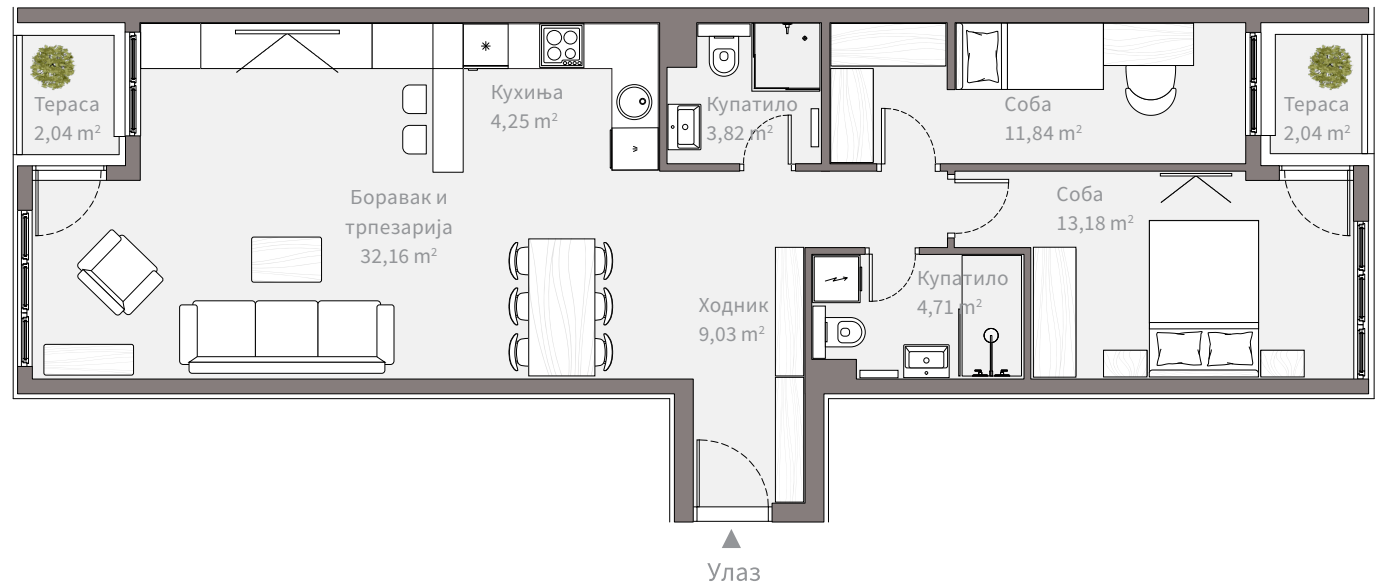 Тераса
2,04 m²
Кухиња
4,25 m²
Купатило
3,82 m²
Соба
11,84 m²
Тераса
2,04 m²
Боравак и
трпезарија
32,16 m²
Соба
13,18 m²
Ходник
9,03 m²
Купатило
4,71 m²
Улаз